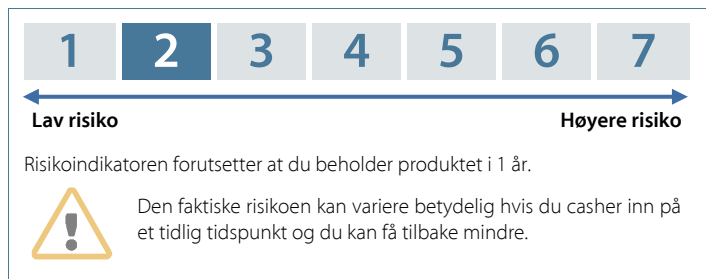 1 2 3 4 5 6 7
Lav risiko Høyere risiko
Risikoindikatoren forutsetter at du beholder produktet i 1 år.
Den faktiske risikoen kan variere betydelig hvis du casher inn på
et tidlig tidspunkt og du kan få tilbake mindre.